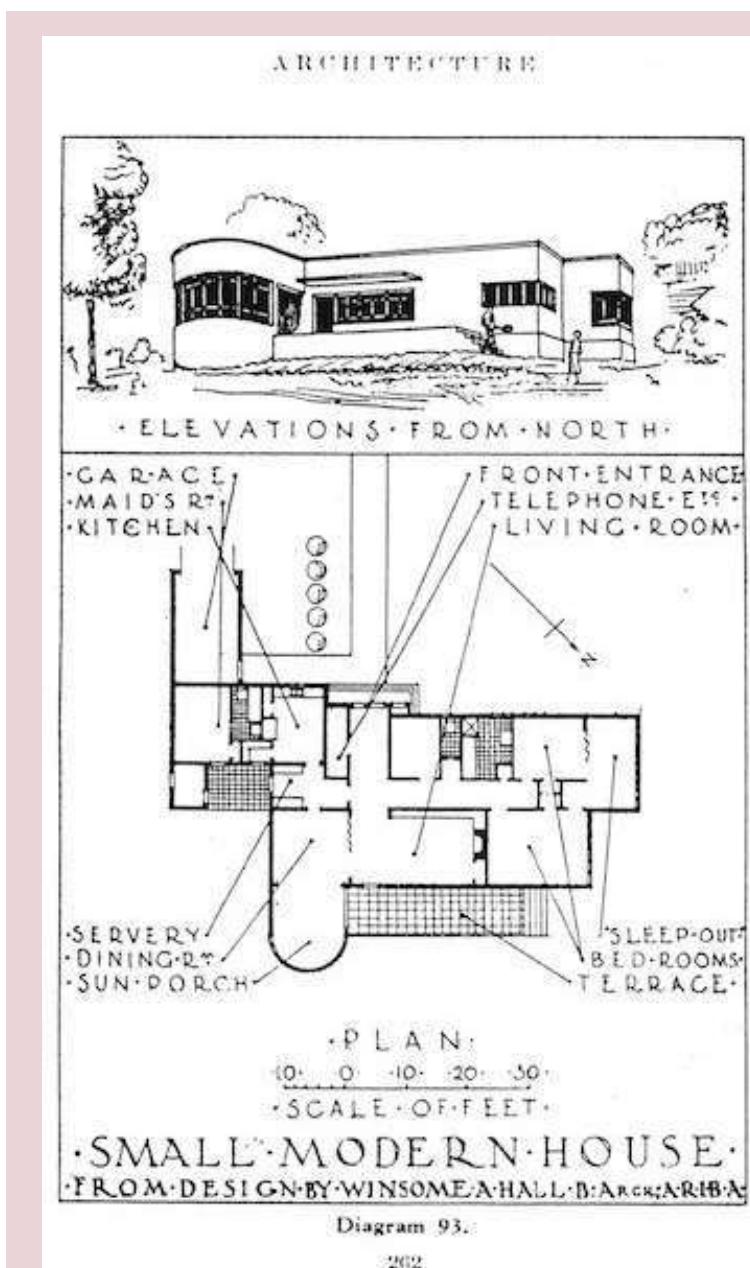 ARCHITECTURE
·ELEVATIONS·FROM·NORTH·
·GARAGE
·MAID'S Rᴹ·
·KITCHEN
FRONT·ENTRANCE
·TELEPHONE·Eᵀᶜ·
·LIVING·ROOM·
N
·SERVERY
·DINING·Rᴹ·
·SUN·PORCH
"SLEEP-OUT"
BED-ROOMS
TERRACE·
·PLAN·
·10· 0 ·10· ·20· ·30·
·SCALE·OF·FEET·
·SMALL·MODERN·HOUSE·
·FROM·DESIGN·BY·WINSOME·A·HALL·B·ARCH;A·R·I·B·A·
Diagram 93.
262